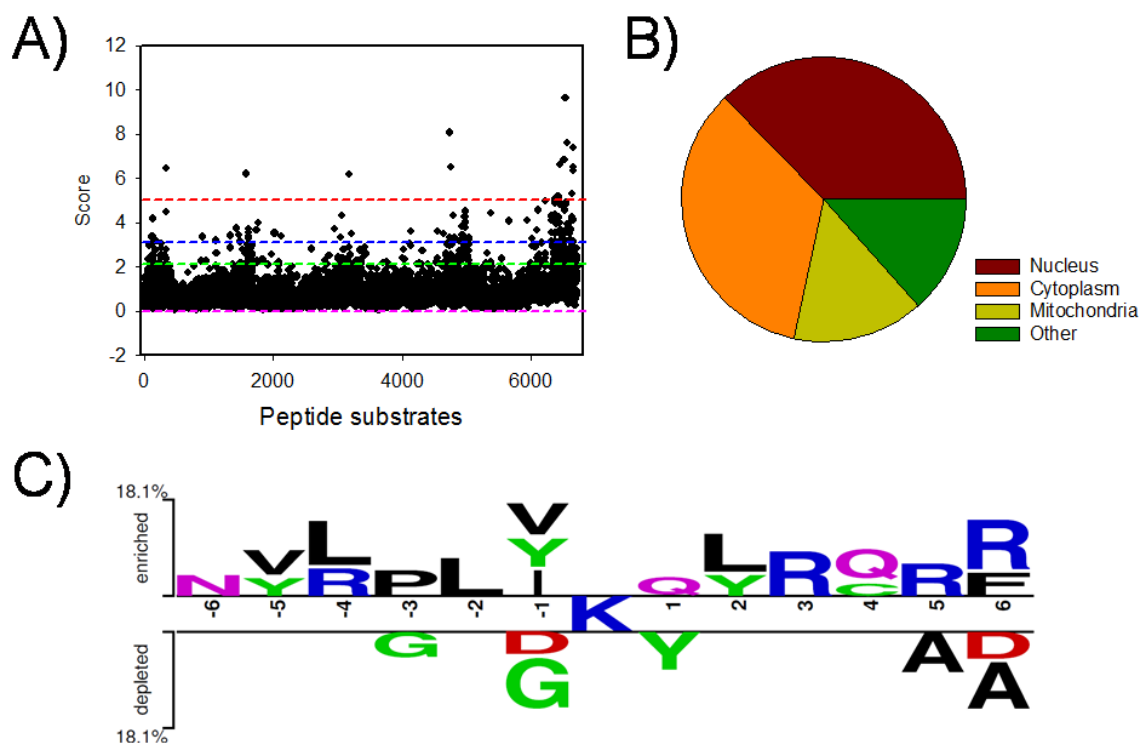 A)
12
10
8
6
4
2
0
-2
Score
0 2000 4000 6000
Peptide substrates
B)
Nucleus
Cytoplasm
Mitochondria
Other
C)
18.1%
enriched
depleted
18.1%
N V Y L R P L V Y I K Q L Y R Q C R R F
-6 -5 -4 -3 -2 -1 1 2 3 4 5 6
G D G Y A D A